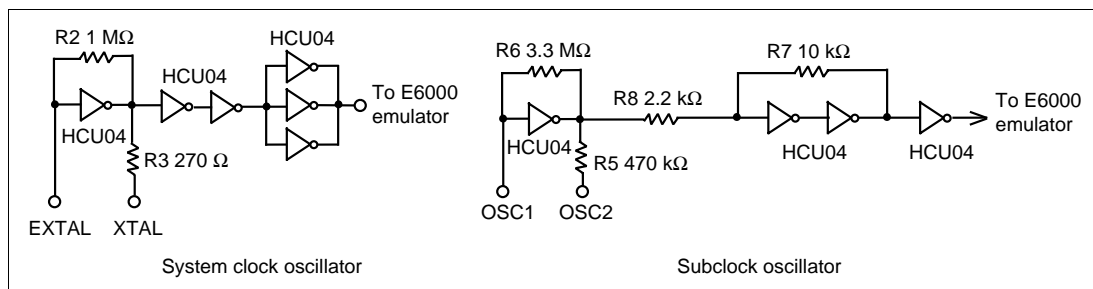 R2 1 MΩ
HCU04
HCU04
HCU04
R3 270 Ω
To E6000
emulator
EXTAL
XTAL
System clock oscillator
R6 3.3 MΩ
HCU04
R5 470 kΩ
R8 2.2 kΩ
R7 10 kΩ
HCU04
HCU04
To E6000
emulator
OSC1
OSC2
Subclock oscillator